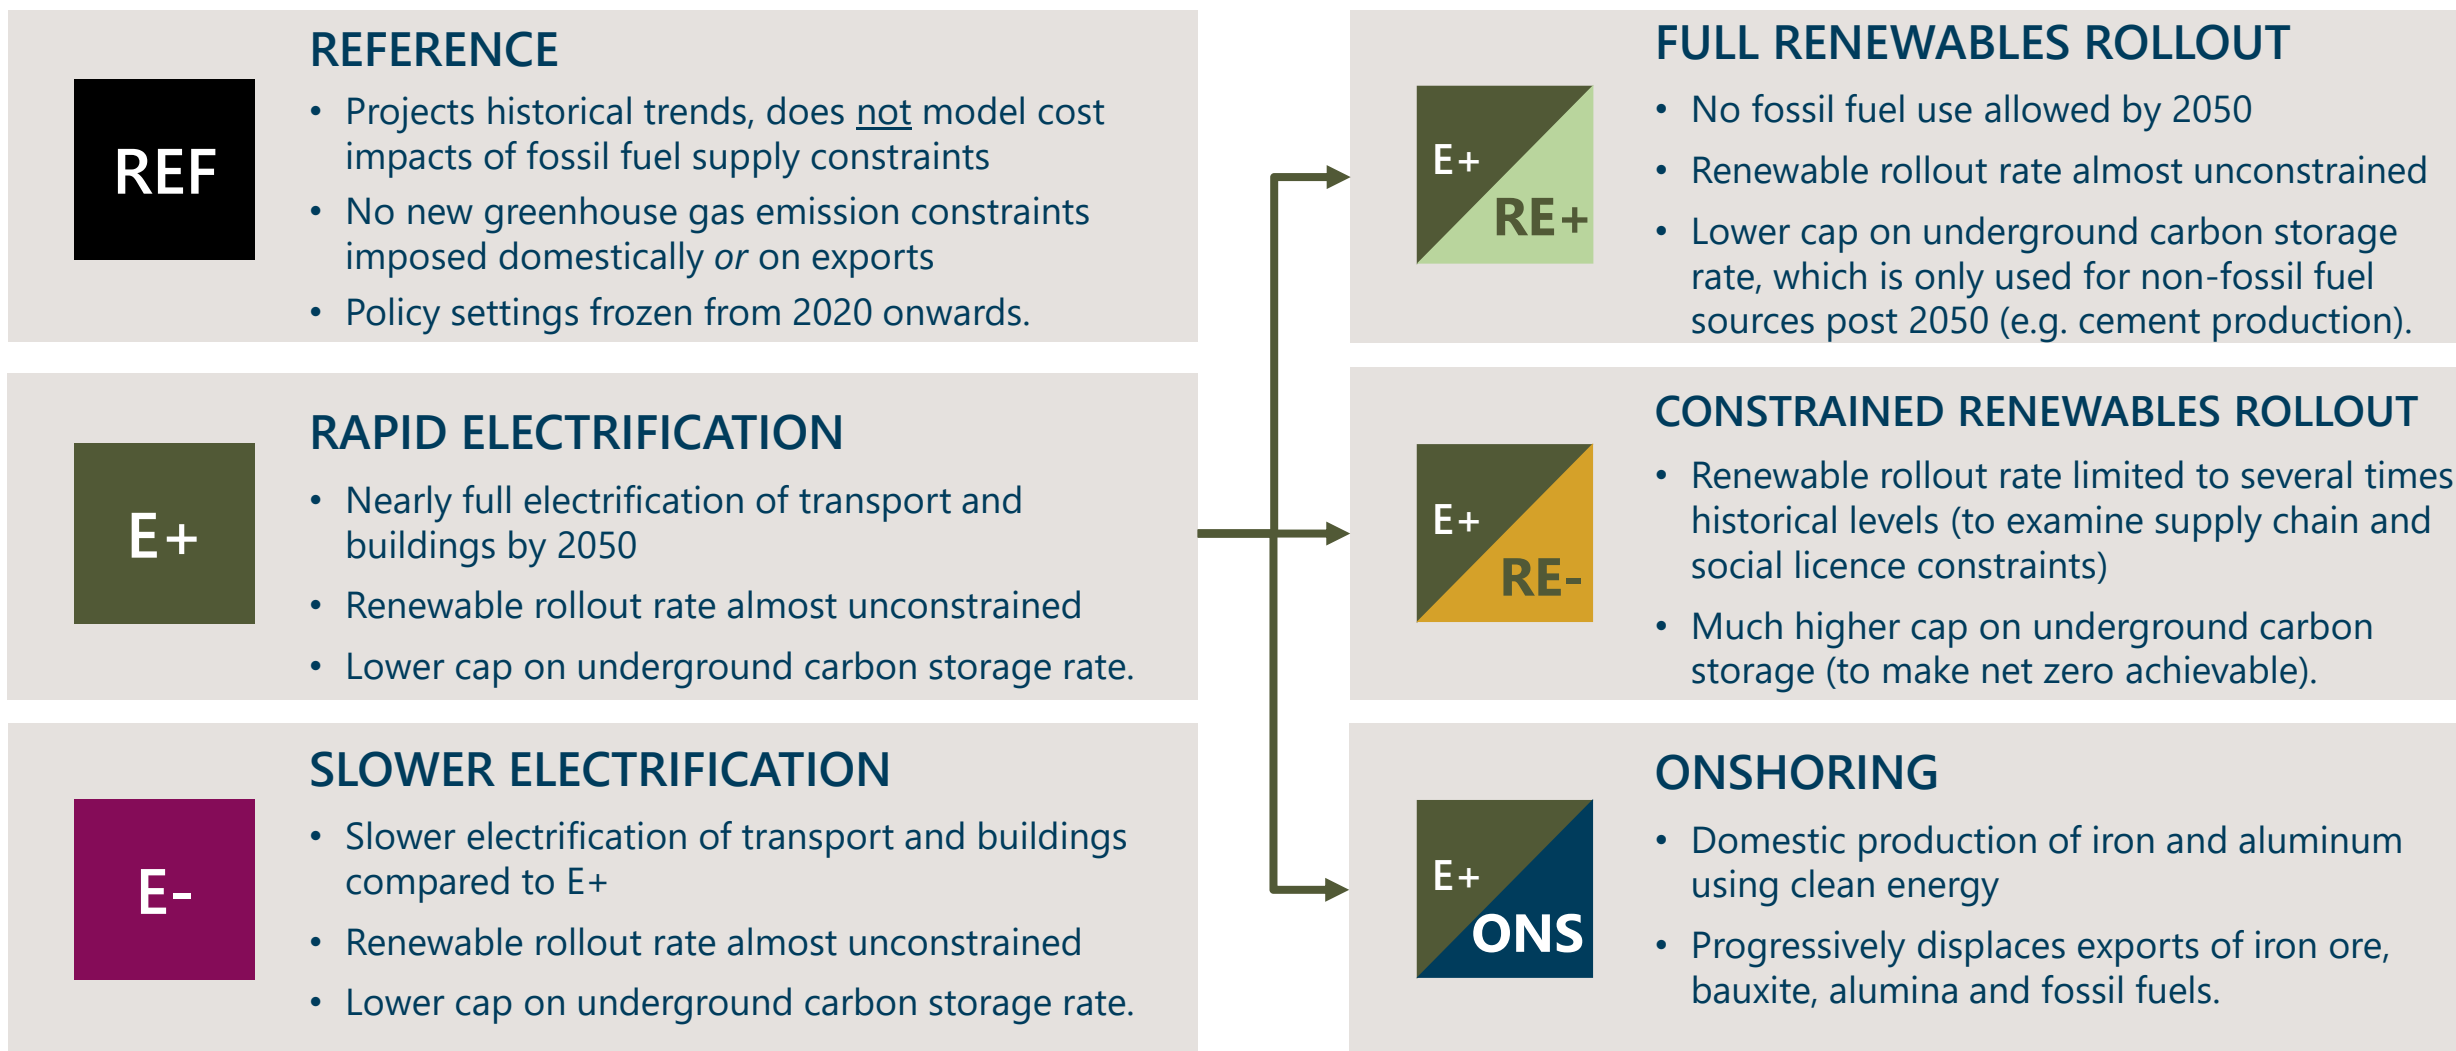 REFERENCE
REF
• Projects historical trends, does not model cost
impacts of fossil fuel supply constraints
• No new greenhouse gas emission constraints
imposed domestically or on exports
• Policy settings frozen from 2020 onwards.
RAPID ELECTRIFICATION
E+
• Nearly full electrification of transport and
buildings by 2050
• Renewable rollout rate almost unconstrained
• Lower cap on underground carbon storage rate.
SLOWER ELECTRIFICATION
E-
• Slower electrification of transport and buildings
compared to E+
• Renewable rollout rate almost unconstrained
• Lower cap on underground carbon storage rate.
FULL RENEWABLES ROLLOUT
E+
RE+
• No fossil fuel use allowed by 2050
• Renewable rollout rate almost unconstrained
• Lower cap on underground carbon storage
rate, which is only used for non-fossil fuel
sources post 2050 (e.g. cement production).
CONSTRAINED RENEWABLES ROLLOUT
E+
RE-
• Renewable rollout rate limited to several times
historical levels (to examine supply chain and
social licence constraints)
• Much higher cap on underground carbon
storage (to make net zero achievable).
ONSHORING
E+
ONS
• Domestic production of iron and aluminum
using clean energy
• Progressively displaces exports of iron ore,
bauxite, alumina and fossil fuels.